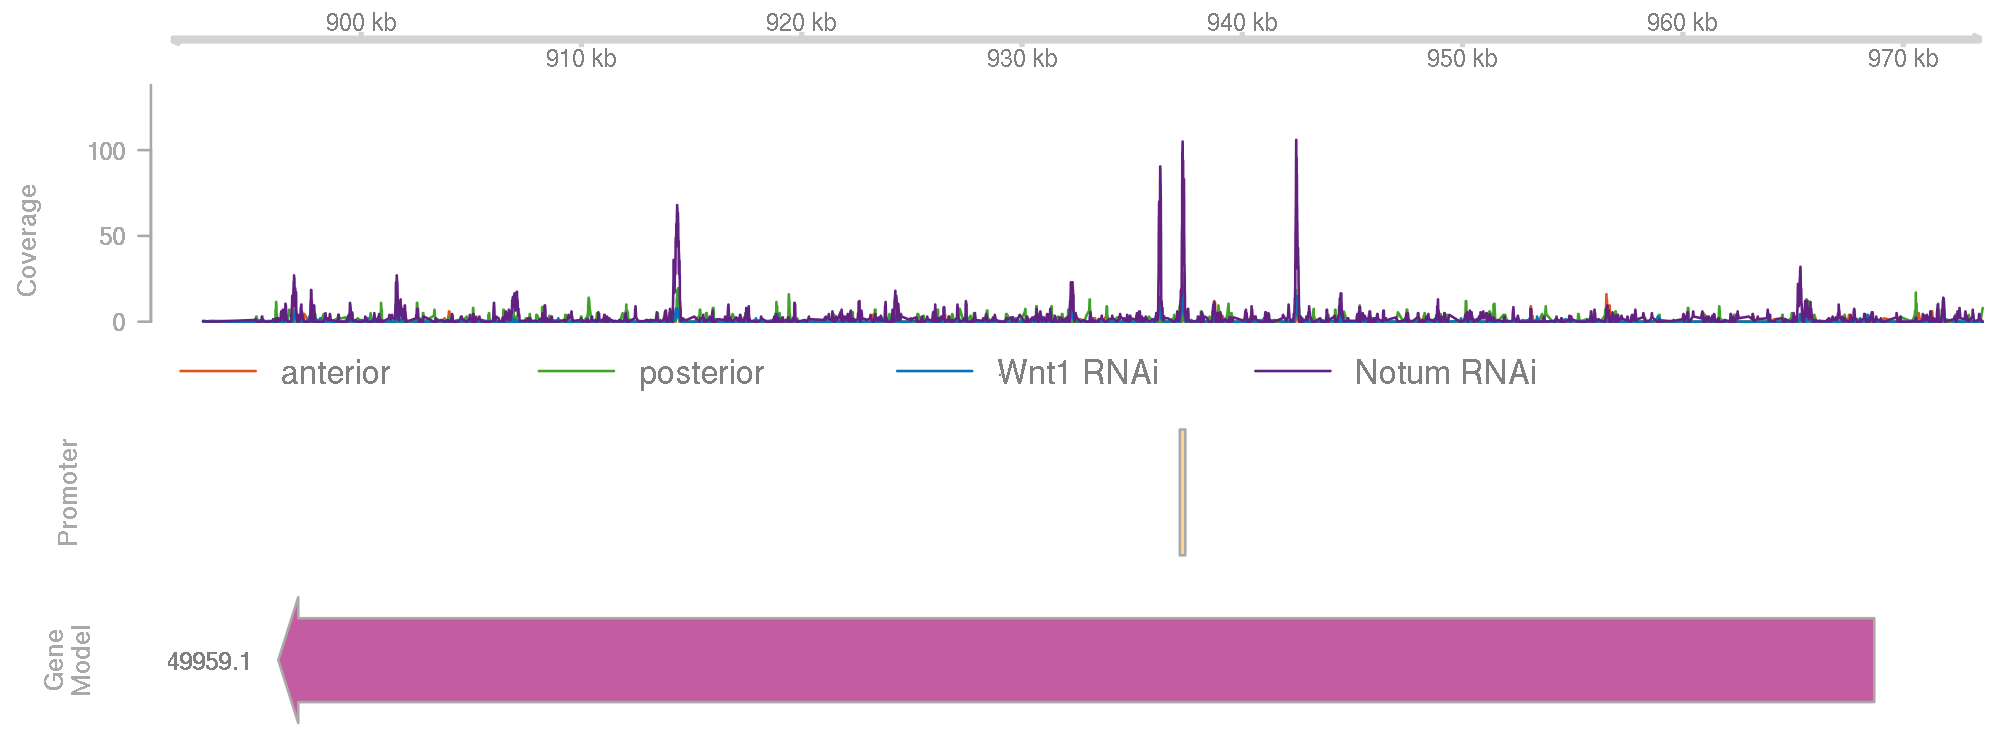 900 kb 920 kb 940 kb 960 kb
910 kb 930 kb 950 kb 970 kb
Coverage
100
50
0
anterior posterior Wnt1 RNAi Notum RNAi
Promoter
Gene
Model
49959.1